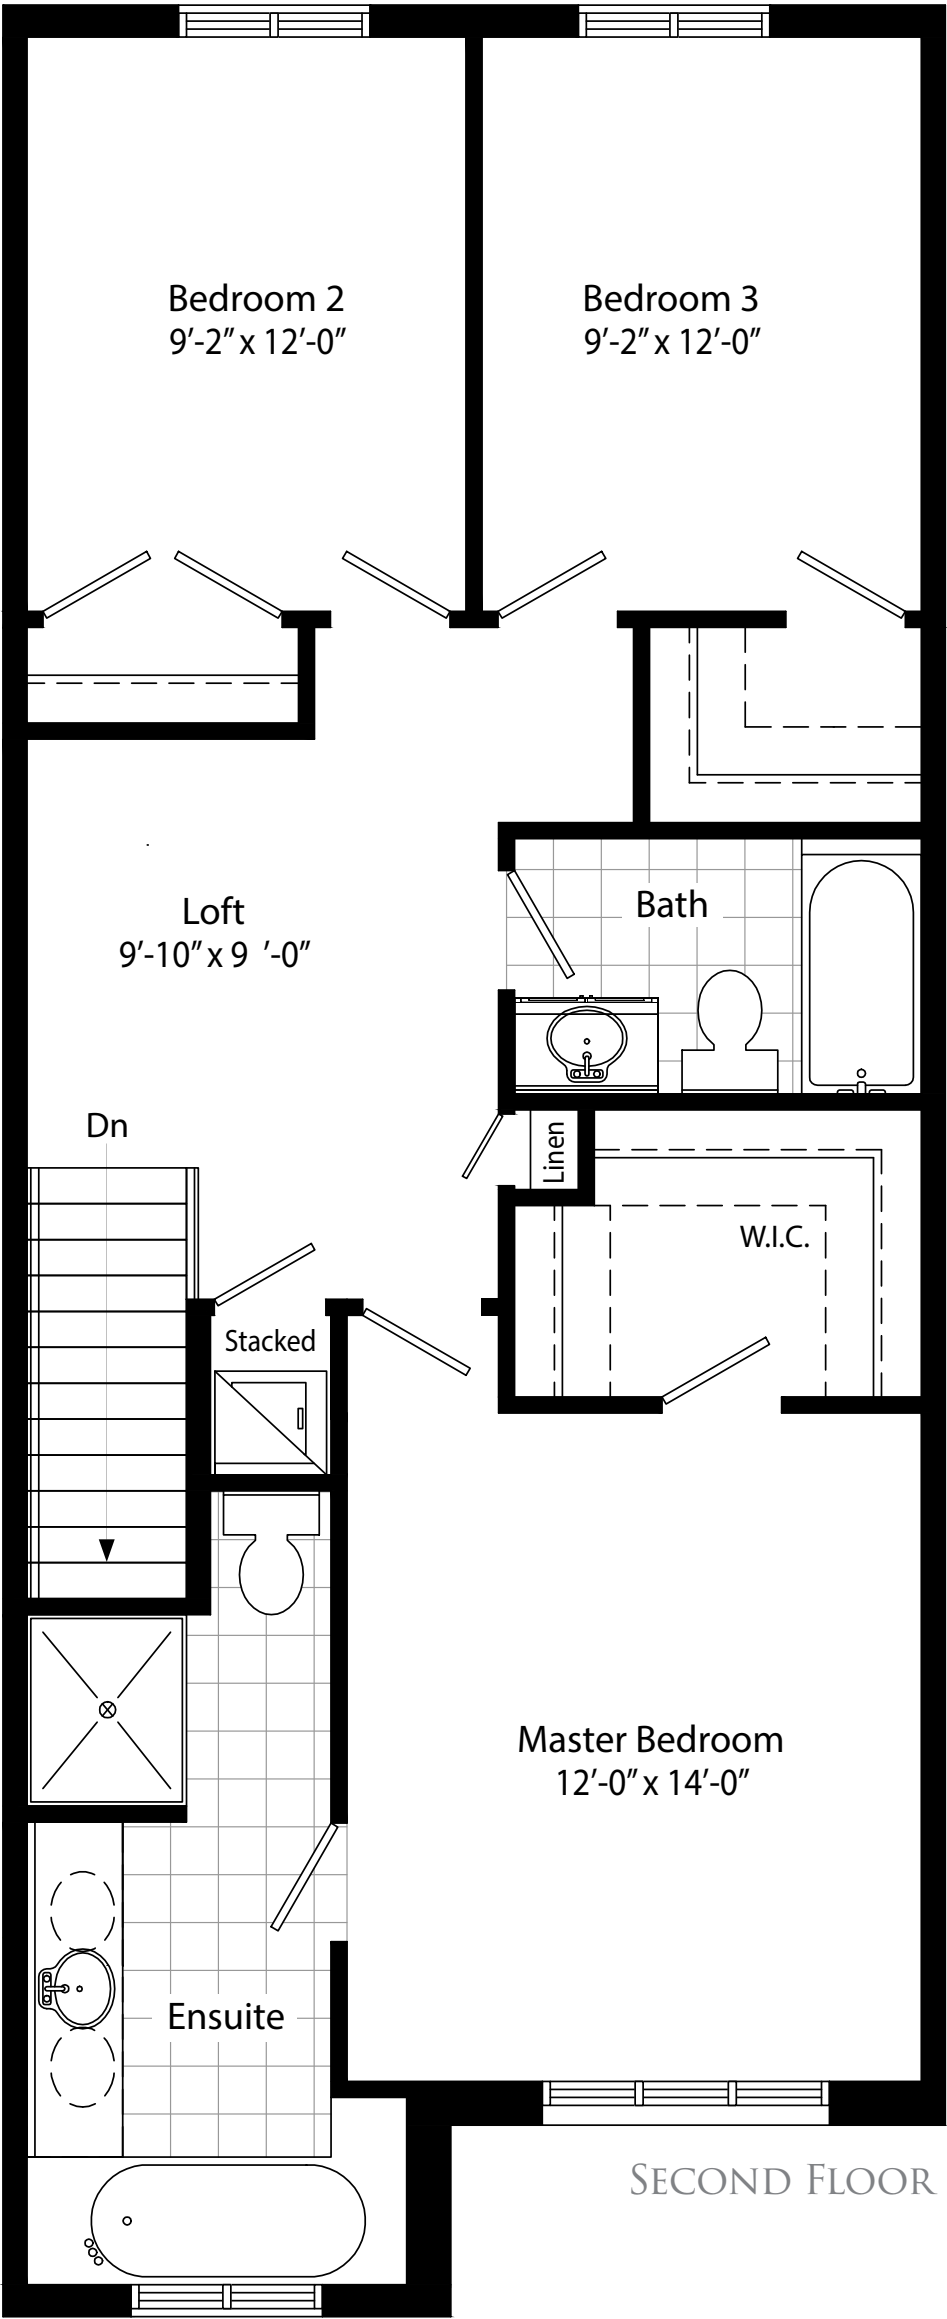 Bedroom 2
9'-2" x 12'-0"
Bedroom 3
9'-2" x 12'-0"
Loft
9'-10" x 9 '-0"
Bath
Dn
Linen
W.I.C.
Stacked
Master Bedroom
12'-0" x 14'-0"
Ensuite
SECOND FLOOR